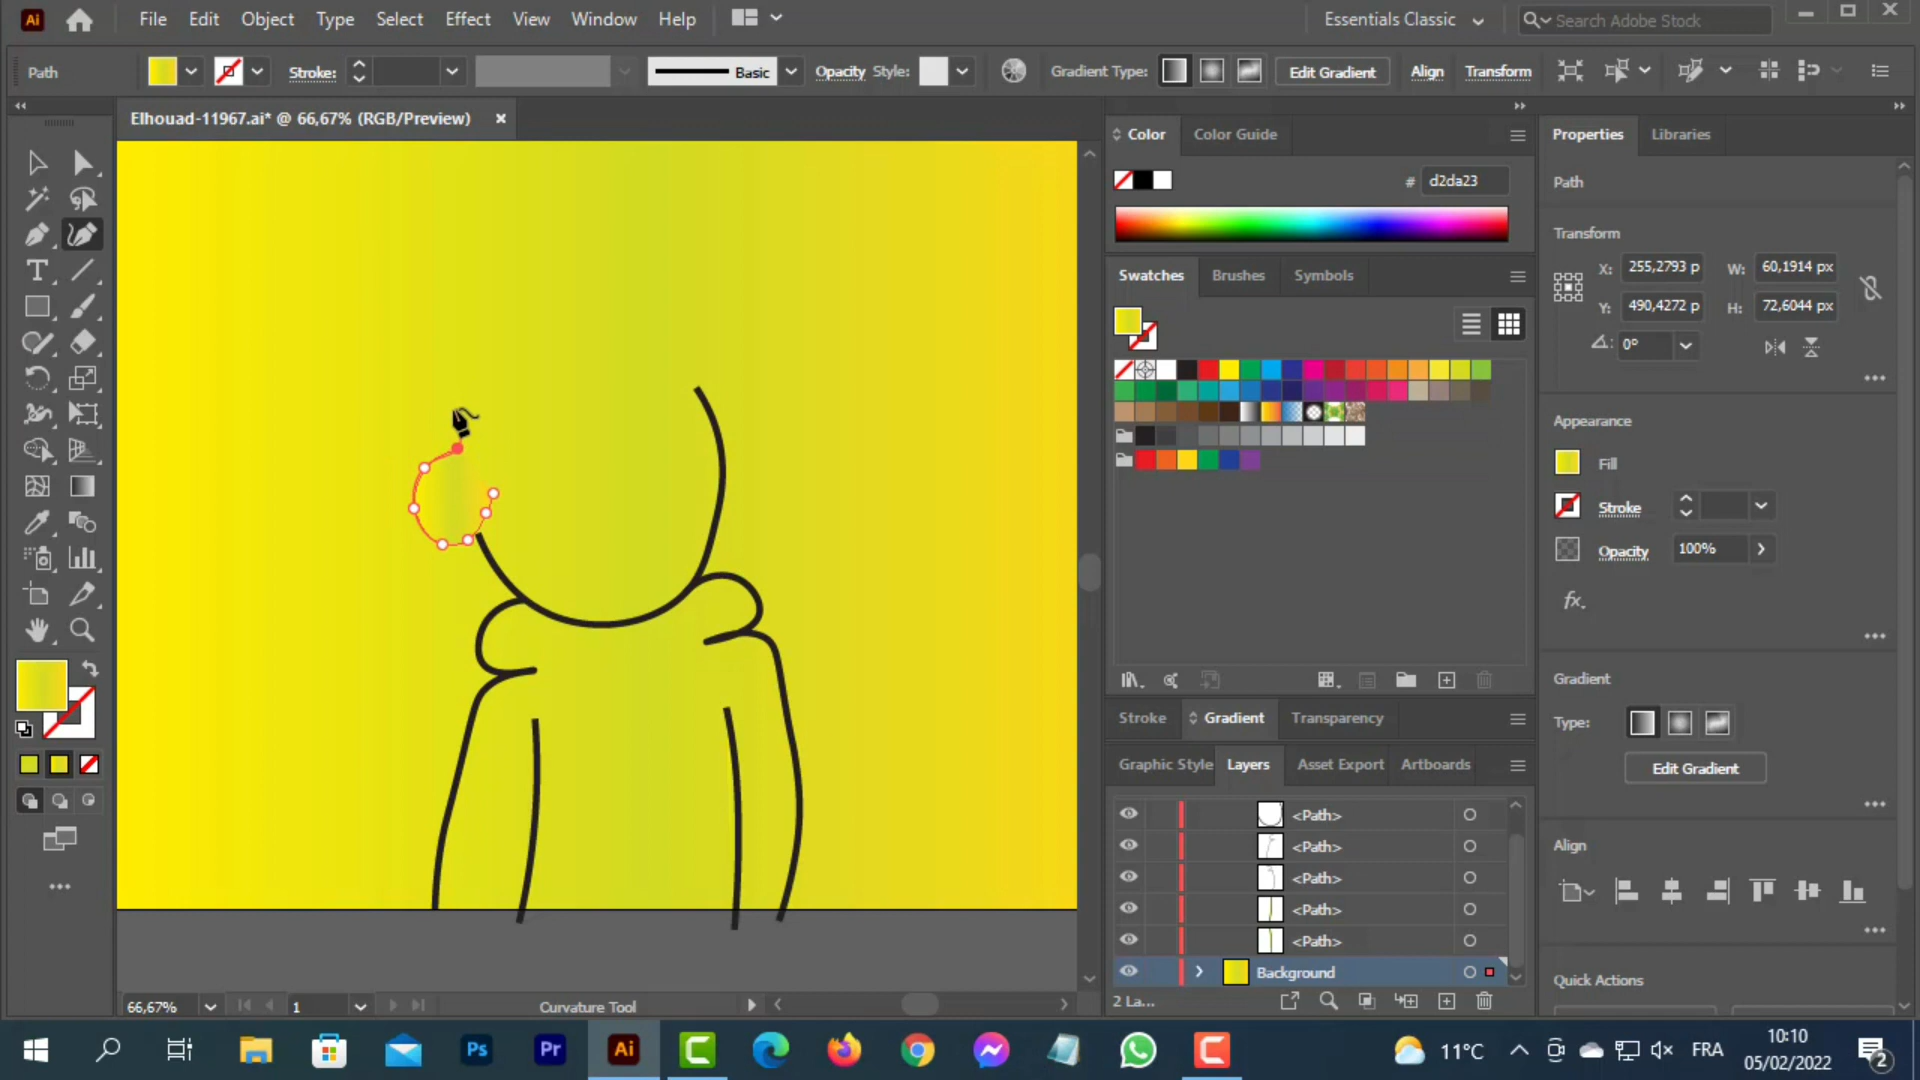 Ai File Edit Object Type Select Effect View Window Help Essentials Classic Search Adobe Stock
Path Stroke: Basic Opacity Style: Gradient Type: Edit Gradient Align Transform
Elhouad-11967.ai* @ 66,67% (RGB/Preview)
Color Color Guide
# d2da23
Properties Libraries
Path
Transform
X: 255,2793 p W: 60,1914 px
Y: 490,4272 p H: 72,6044 px
0°
Swatches Brushes Symbols
Appearance
Fill
Stroke
Opacity 100%
fx.
Stroke Gradient Transparency
Graphic Style Layers Asset Export Artboards
<Path>
<Path>
<Path>
<Path>
<Path>
Background
2 La...
Gradient
Type:
Edit Gradient
Align
Quick Actions
66,67% 1 Curvature Tool
Ps Pr Ai
11°C FRA
10:10
05/02/2022
2